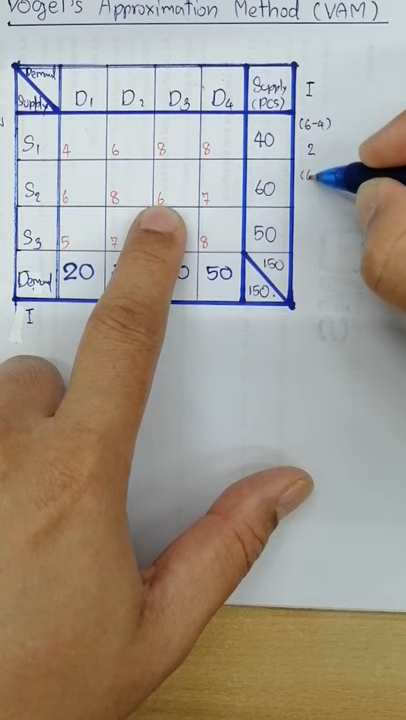 Vogel's Approximation Method (VAM)
Demand
Supply D1 D2 D3 D4 Supply (pcs) I
S1 4 6 8 8 40 (6-4)
2
S2 6 8 6 7 60 (6
S3 5 7 8 50
Demand 20 50 150
150.
I